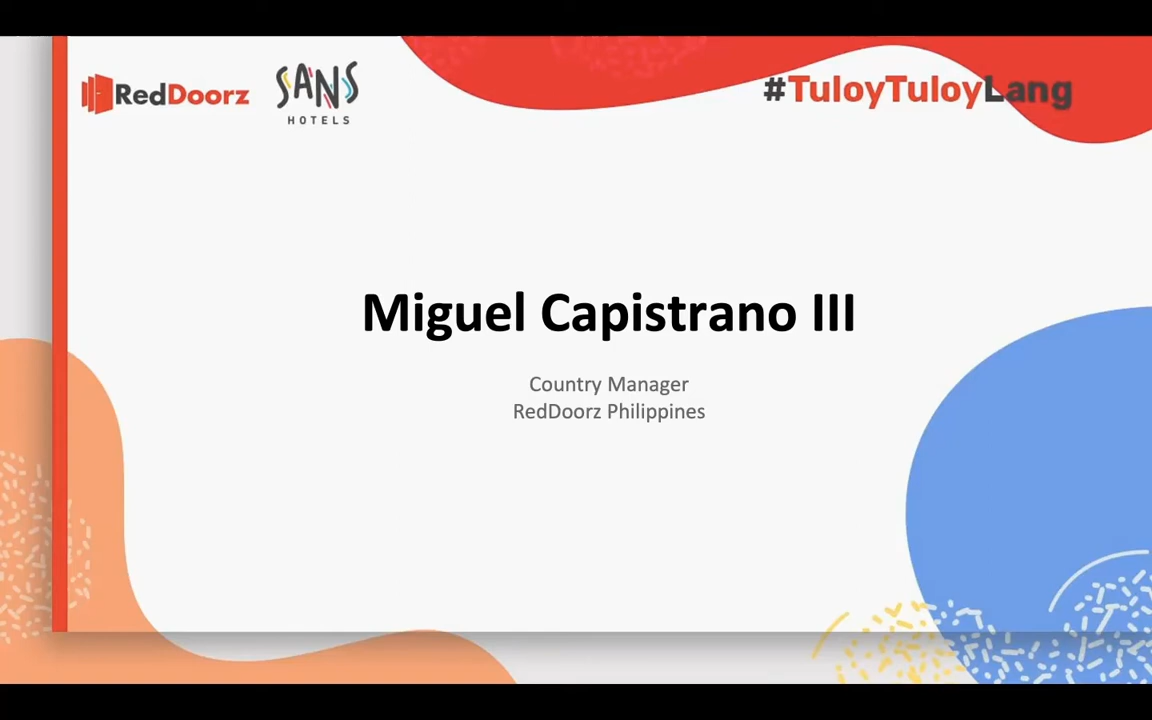 RedDoorz
SANS
HOTELS
#TuloyTuloyLang
Miguel Capistrano III
Country Manager
RedDoorz Philippines